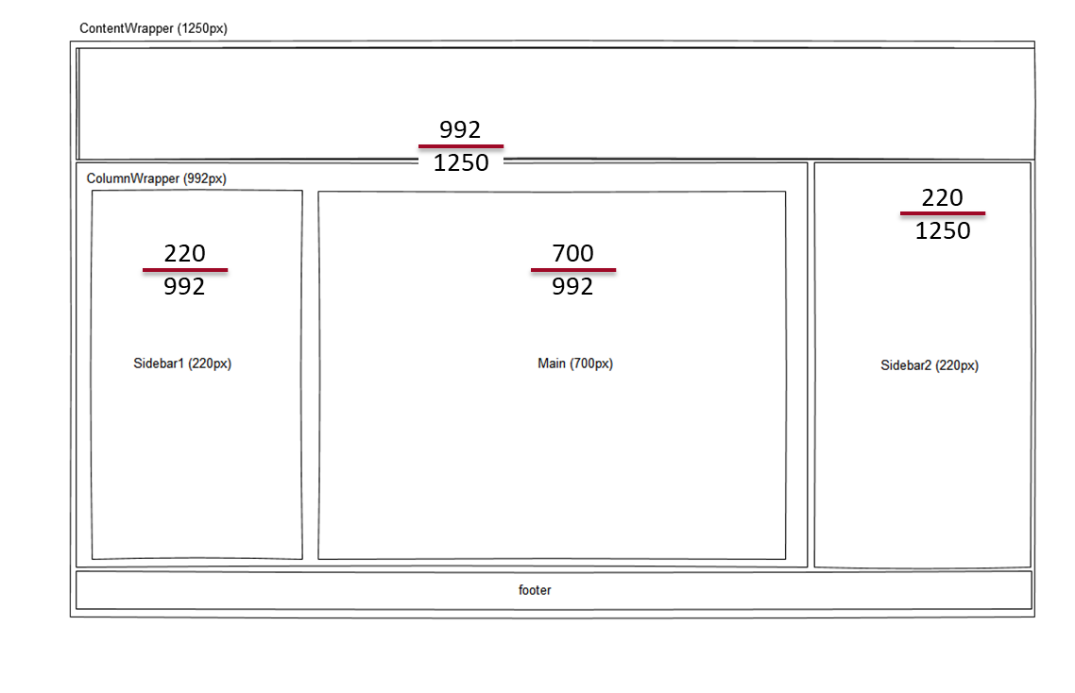 ContentWrapper (1250px)
992
1250
ColumnWrapper (992px)
220
992
700
992
220
1250
Sidebar1 (220px)
Main (700px)
Sidebar2 (220px)
footer